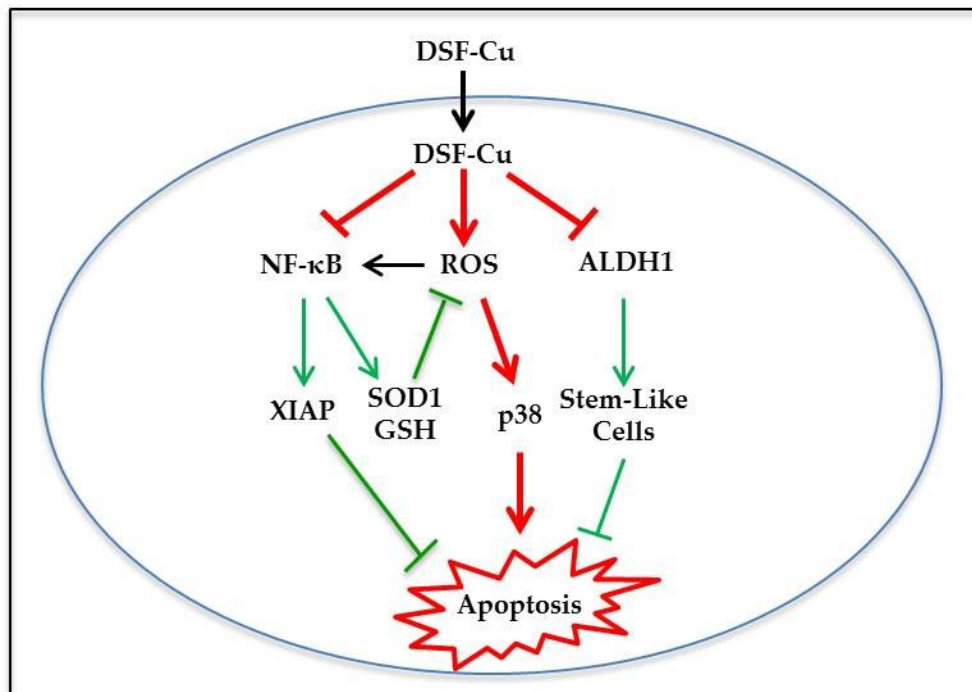 DSF-Cu
DSF-Cu
NF-κB
ROS
ALDH1
XIAP
SOD1
GSH
p38
Stem-Like
Cells
Apoptosis